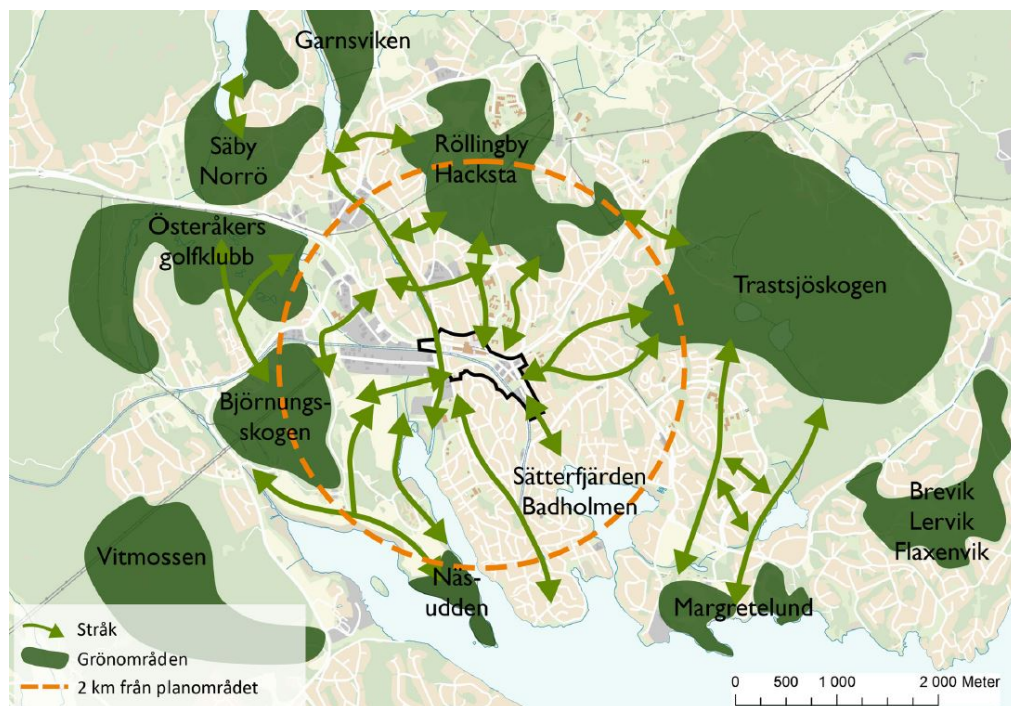 Garnsviken
Säby
Norrö
Röllingby
Hacksta
Österåkers
golfklubb
Trastsjöskogen
Björnungs-
skogen
Sätterfjärden
Badholmen
Brevik
Lervik
Flaxenvik
Vitmossen
Näs-
udden
Margretelund
Stråk
Grönområden
2 km från planområdet
0 500 1 000 2 000 Meter